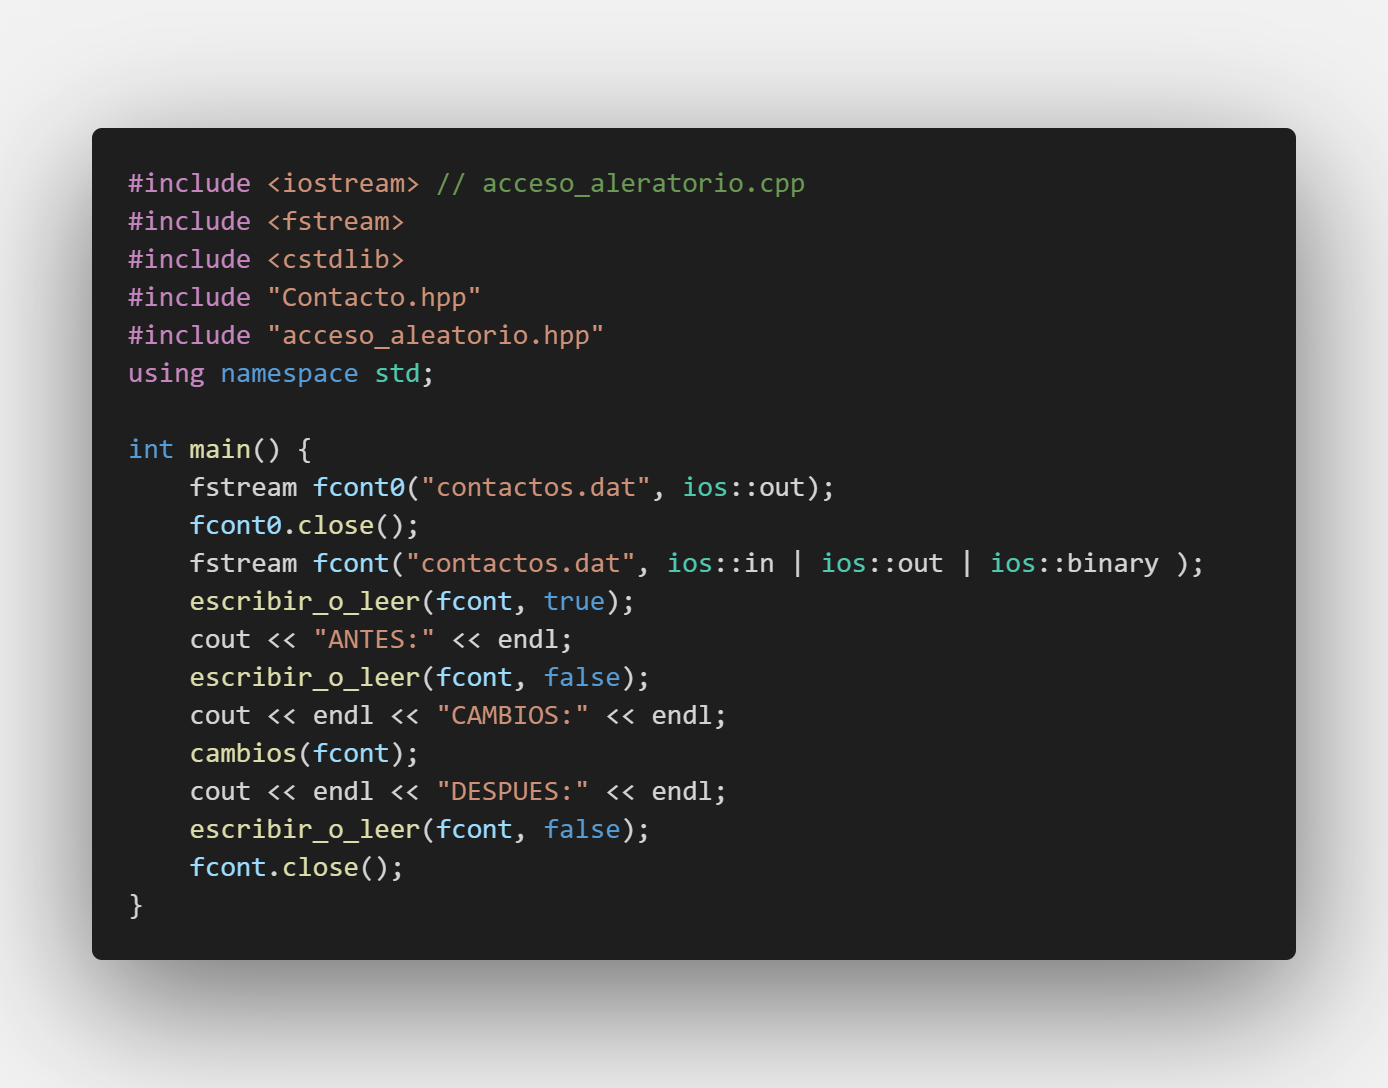 #include <iostream> // acceso_aleratorio.cpp
#include <fstream>
#include <cstdlib>
#include "Contacto.hpp"
#include "acceso_aleatorio.hpp"
using namespace std;

int main() {
    fstream fcont0("contactos.dat", ios::out);
    fcont0.close();
    fstream fcont("contactos.dat", ios::in | ios::out | ios::binary );
    escribir_o_leer(fcont, true);
    cout << "ANTES:" << endl;
    escribir_o_leer(fcont, false);
    cout << endl << "CAMBIOS:" << endl;
    cambios(fcont);
    cout << endl << "DESPUES:" << endl;
    escribir_o_leer(fcont, false);
    fcont.close();
}